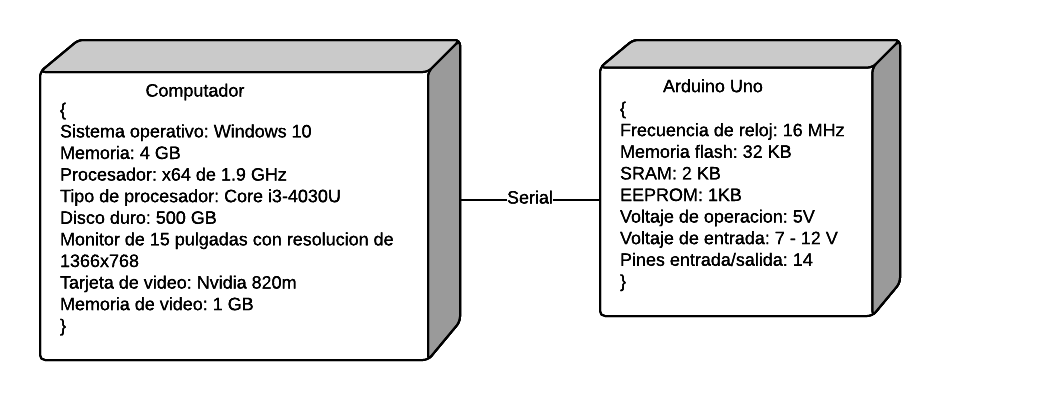 Computador
{
Sistema operativo: Windows 10
Memoria: 4 GB
Procesador: x64 de 1.9 GHz
Tipo de procesador: Core i3-4030U
Disco duro: 500 GB
Monitor de 15 pulgadas con resolucion de
1366x768
Tarjeta de video: Nvidia 820m
Memoria de video: 1 GB
}
Serial
Arduino Uno
{
Frecuencia de reloj: 16 MHz
Memoria flash: 32 KB
SRAM: 2 KB
EEPROM: 1KB
Voltaje de operacion: 5V
Voltaje de entrada: 7 - 12 V
Pines entrada/salida: 14
}